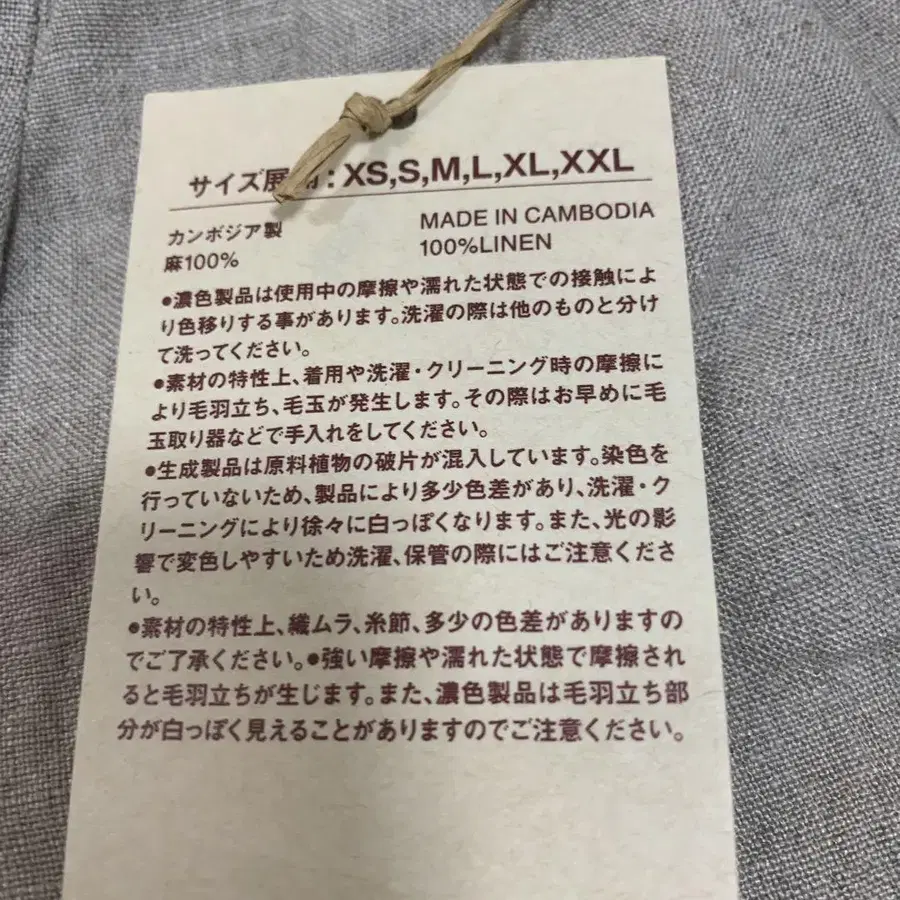 サイズ展開:XS,S,M,L,XL,XXL
カンボジア製
麻100%
MADE IN CAMBODIA
100%LINEN
●濃色製品は使用中の摩擦や濡れた状態での接触によ
り色移りする事があります。洗濯の際は他のものと分け
て洗ってください。
●素材の特性上、着用や洗濯・クリーニング時の摩擦に
より毛羽立ち、毛玉が発生します。その際はお早めに毛
玉取り器などで手入れをしてください。
●生成製品は原料植物の破片が混入しています。染色を
行っていないため、製品により多少色差があり、洗濯・ク
リーニングにより徐々に白っぽくなります。また、光の影
響で変色しやすいため洗濯、保管の際にはご注意くださ
い。
●素材の特性上、織ムラ、糸節、多少の色差がありますの
でご了承ください。●強い摩擦や濡れた状態で摩擦され
ると毛羽立ちが生じます。また、濃色製品は毛羽立ち部
分が白っぽく見えることがありますのでご注意ください。